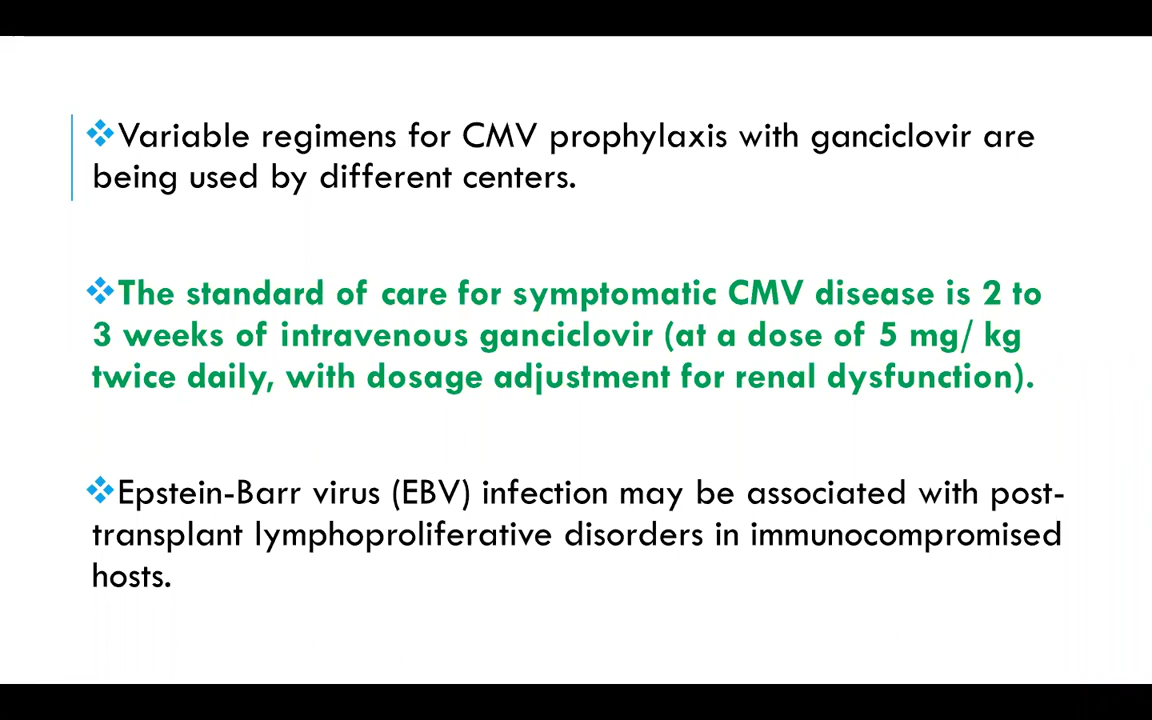 ❖Variable regimens for CMV prophylaxis with ganciclovir are
being used by different centers.
❖The standard of care for symptomatic CMV disease is 2 to
3 weeks of intravenous ganciclovir (at a dose of 5 mg/ kg
twice daily, with dosage adjustment for renal dysfunction).
❖Epstein-Barr virus (EBV) infection may be associated with post-
transplant lymphoproliferative disorders in immunocompromised
hosts.